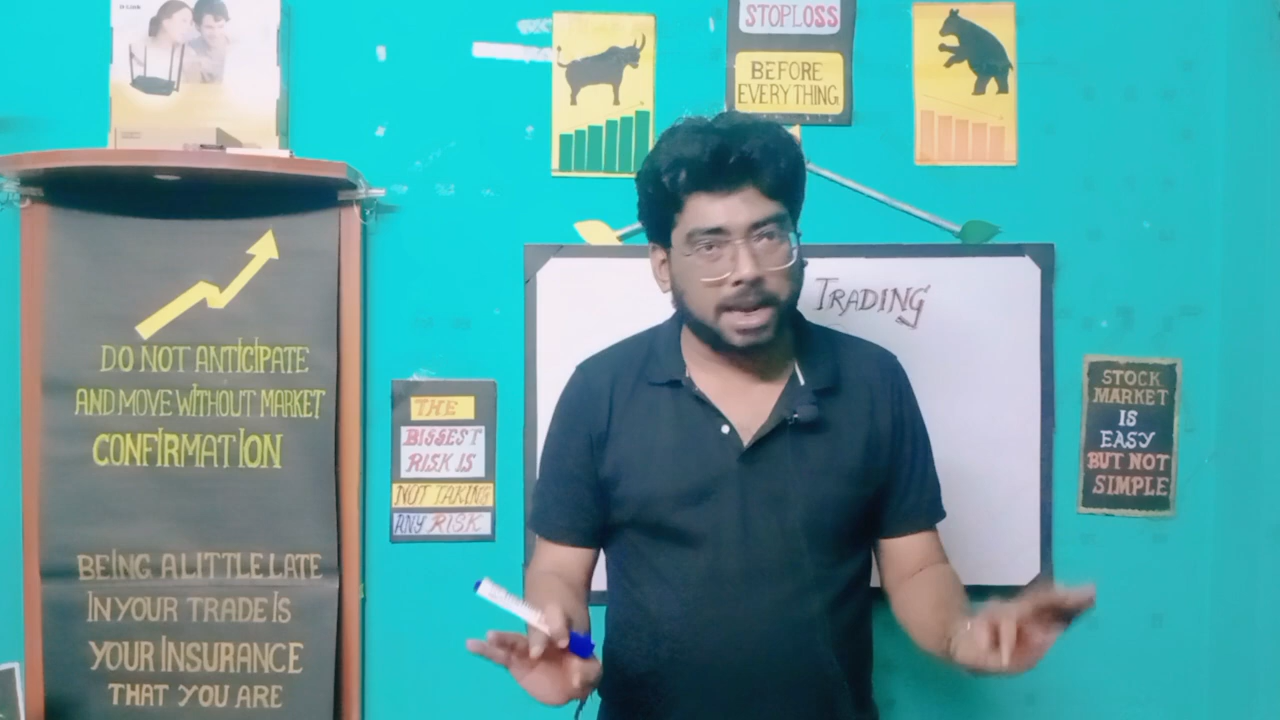 STOPLOSS
BEFORE
EVERYTHING
TRADING
DO NOT ANTICIPATE
AND MOVE WITHOUT MARKET
CONFIRMATION
BEING A LITTLE LATE
IN YOUR TRADE IS
YOUR INSURANCE
THAT YOU ARE
THE
BIGGEST
RISK IS
NOT TAKING
ANY RISK
STOCK
MARKET
IS
EASY
BUT NOT
SIMPLE